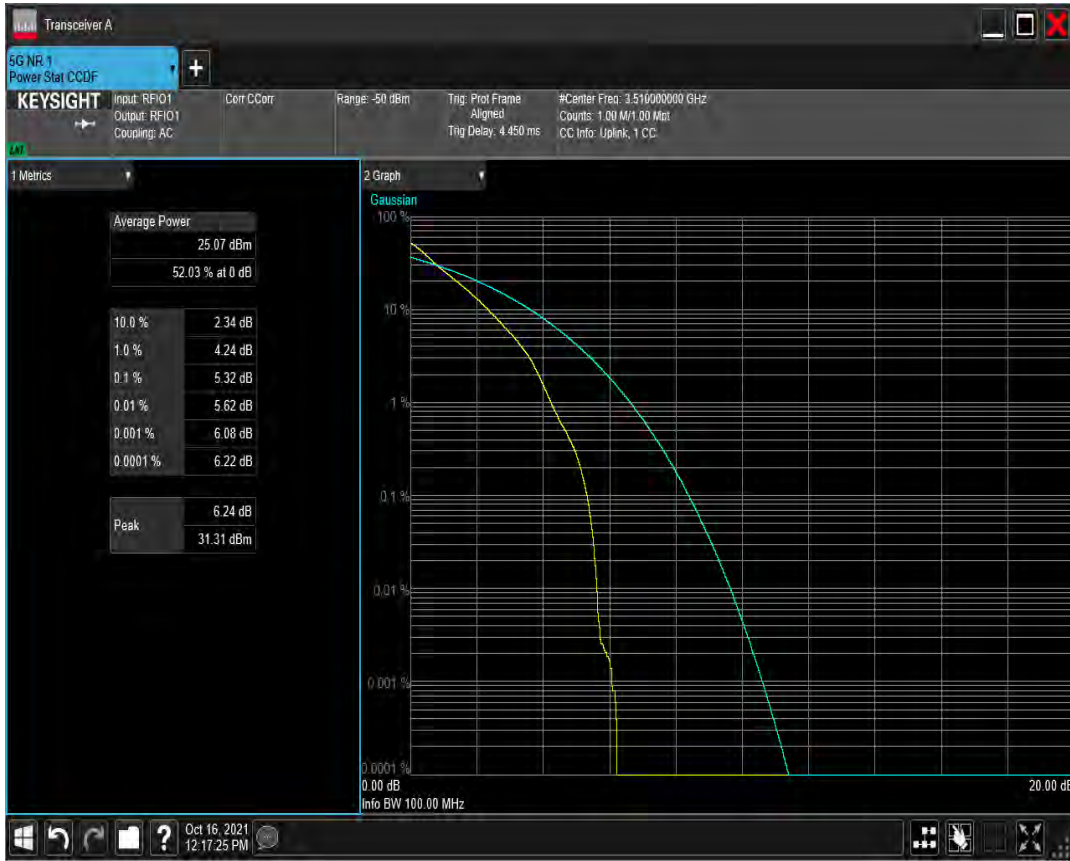 Transceiver A
5G NR 1
Power Stat CCDF
+
KEYSIGHT
Input: RFIO1
Output: RFIO1
Coupling: AC
Corr CCorr
Range: -50 dBm
Trig: Prot Frame
Aligned
Trig Delay: 4.450 ms
#Center Freq: 3.510000000 GHz
Counts: 1.00 M/1.00 Mpt
CC Info: Uplink, 1 CC
1 Metrics
Average Power
25.07 dBm
52.03 % at 0 dB
10.0 % 2.34 dB
1.0 % 4.24 dB
0.1 % 5.32 dB
0.01 % 5.62 dB
0.001 % 6.08 dB
0.0001 % 6.22 dB
Peak
6.24 dB
31.31 dBm
2 Graph
Gaussian
100 %
10 %
1 %
0.1 %
0.01 %
0.001 %
0.0001 %
0.00 dB
20.00 dB
Info BW 100.00 MHz
?
Oct 16, 2021
12:17:25 PM